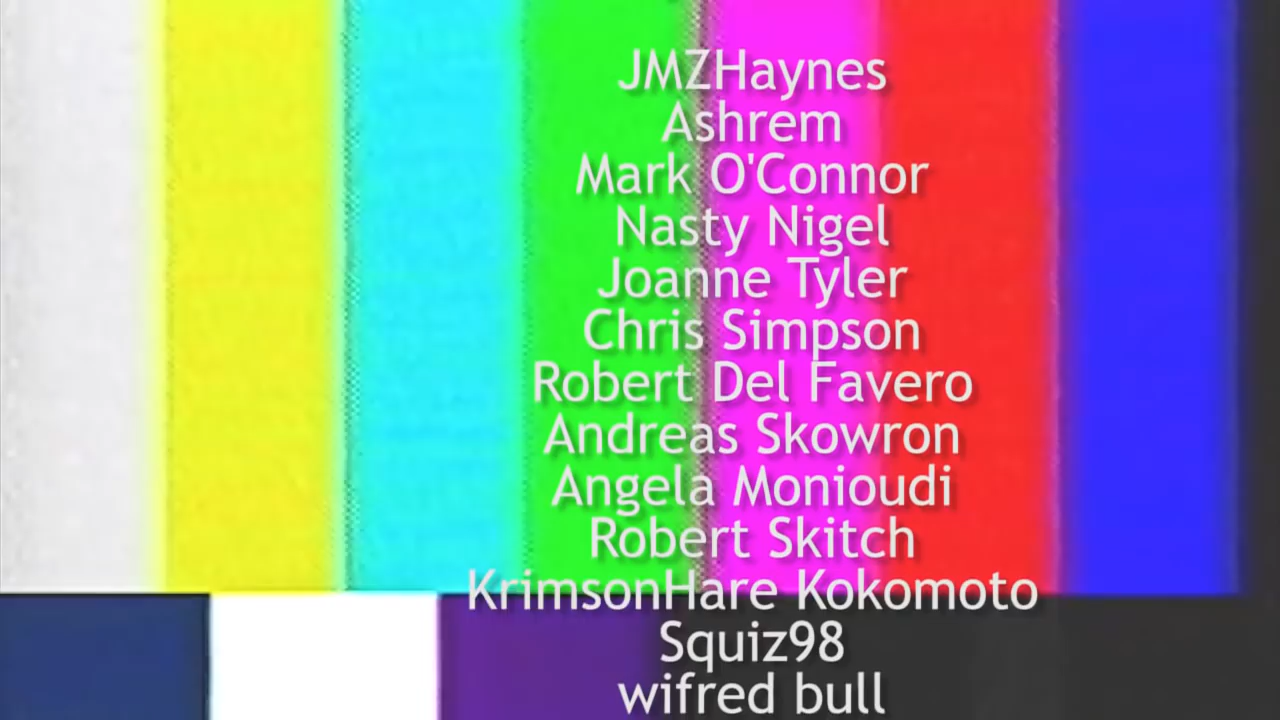 JMZHaynes
Ashrem
Mark O'Connor
Nasty Nigel
Joanne Tyler
Chris Simpson
Robert Del Favero
Andreas Skowron
Angela Monioudi
Robert Skitch
KrimsonHare Kokomoto
Squiz98
wifred bull